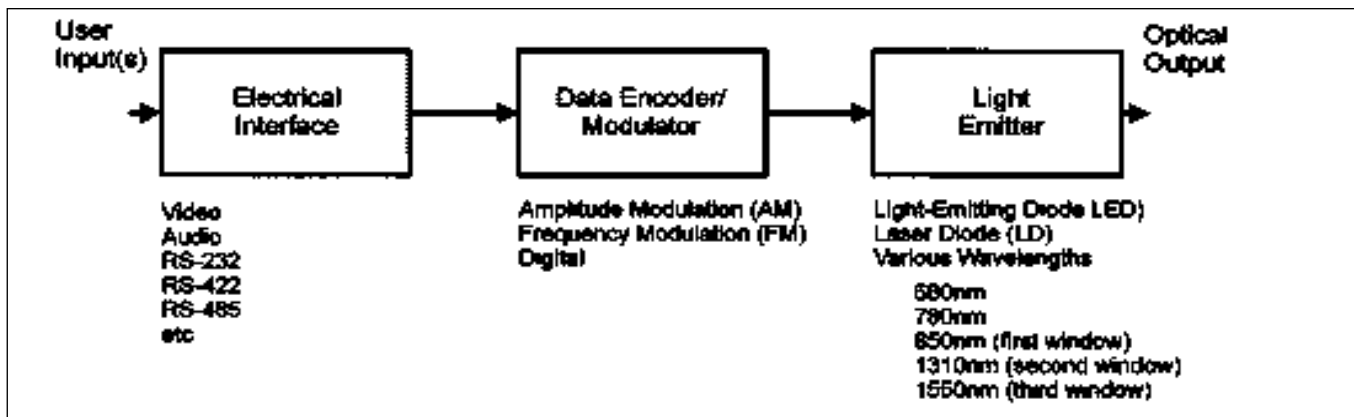 User
Input(s)
Optical
Output
Electrical
Interface
Data Encoder/
Modulator
Light
Emitter
Video
Audio
RS-232
RS-422
RS-485
etc
Amplitude Modulation (AM)
Frequency Modulation (FM)
Digital
Light-Emitting Diode LED)
Laser Diode (LD)
Various Wavelengths
780nm
850nm (first window)
1310nm (second window)
1550nm (third window)